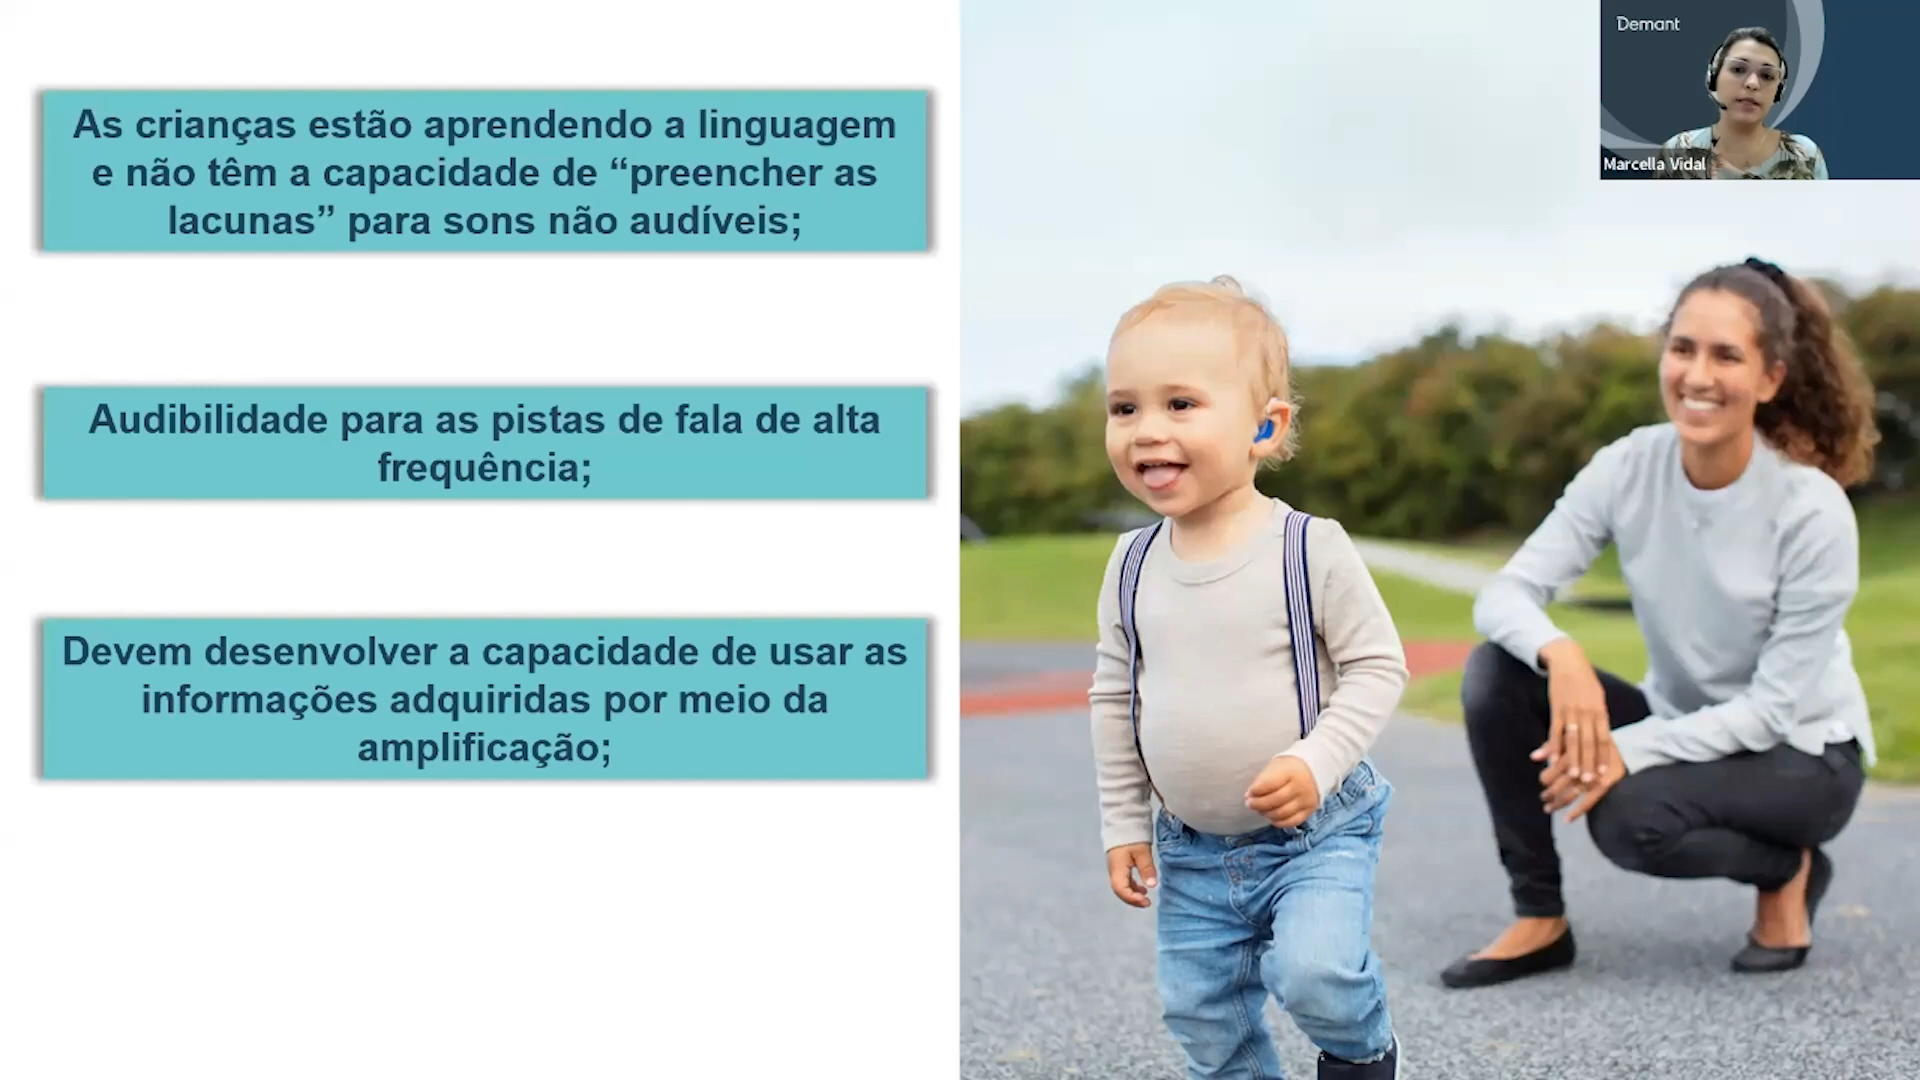 As crianças estão aprendendo a linguagem
e não têm a capacidade de “preencher as
lacunas” para sons não audíveis;
Audibilidade para as pistas de fala de alta
frequência;
Devem desenvolver a capacidade de usar as
informações adquiridas por meio da
amplificação;
Demant
Marcella Vidal